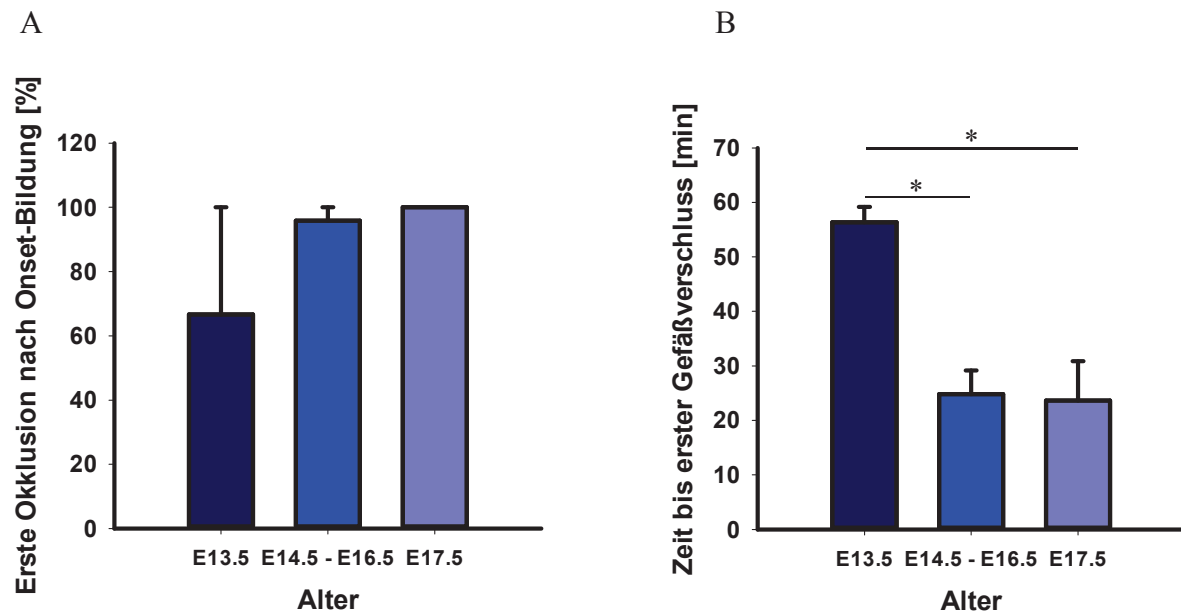 A
Erste Okklusion nach Onset-Bildung [%]
120
100
80
60
40
20
0
E13.5 E14.5 - E16.5 E17.5
Alter
B
Zeit bis erster Gefäßverschluss [min]
70
60
50
40
30
20
10
0
*
*
E13.5 E14.5 - E16.5 E17.5
Alter